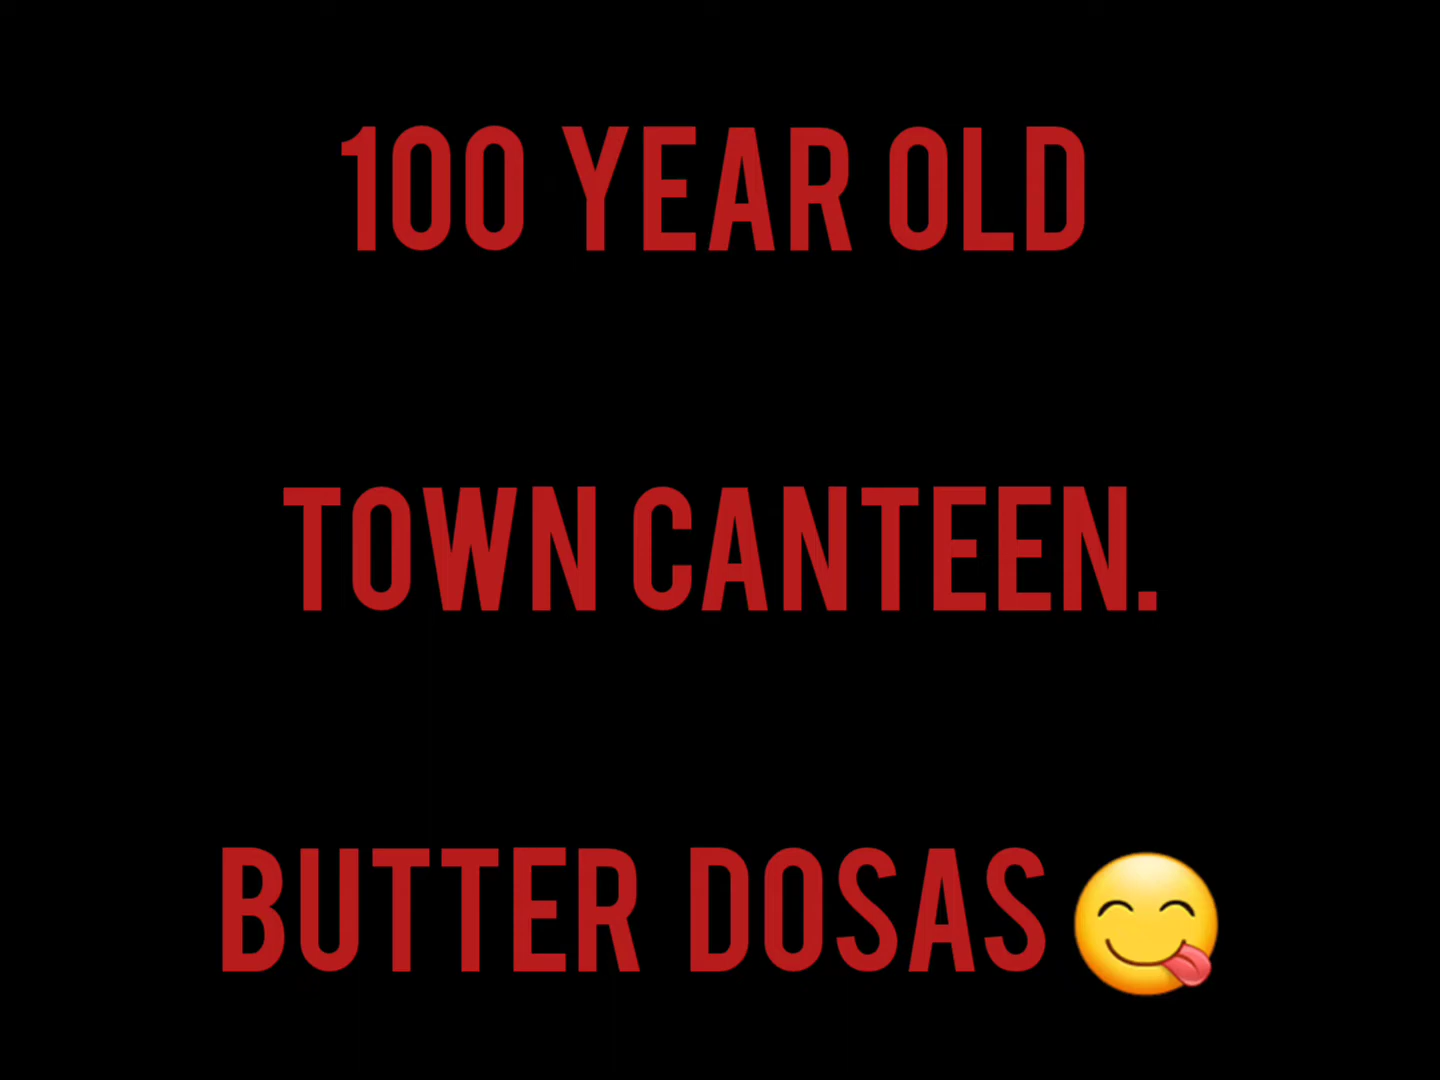 100 YEAR OLD
TOWN CANTEEN.
BUTTER DOSAS 😋